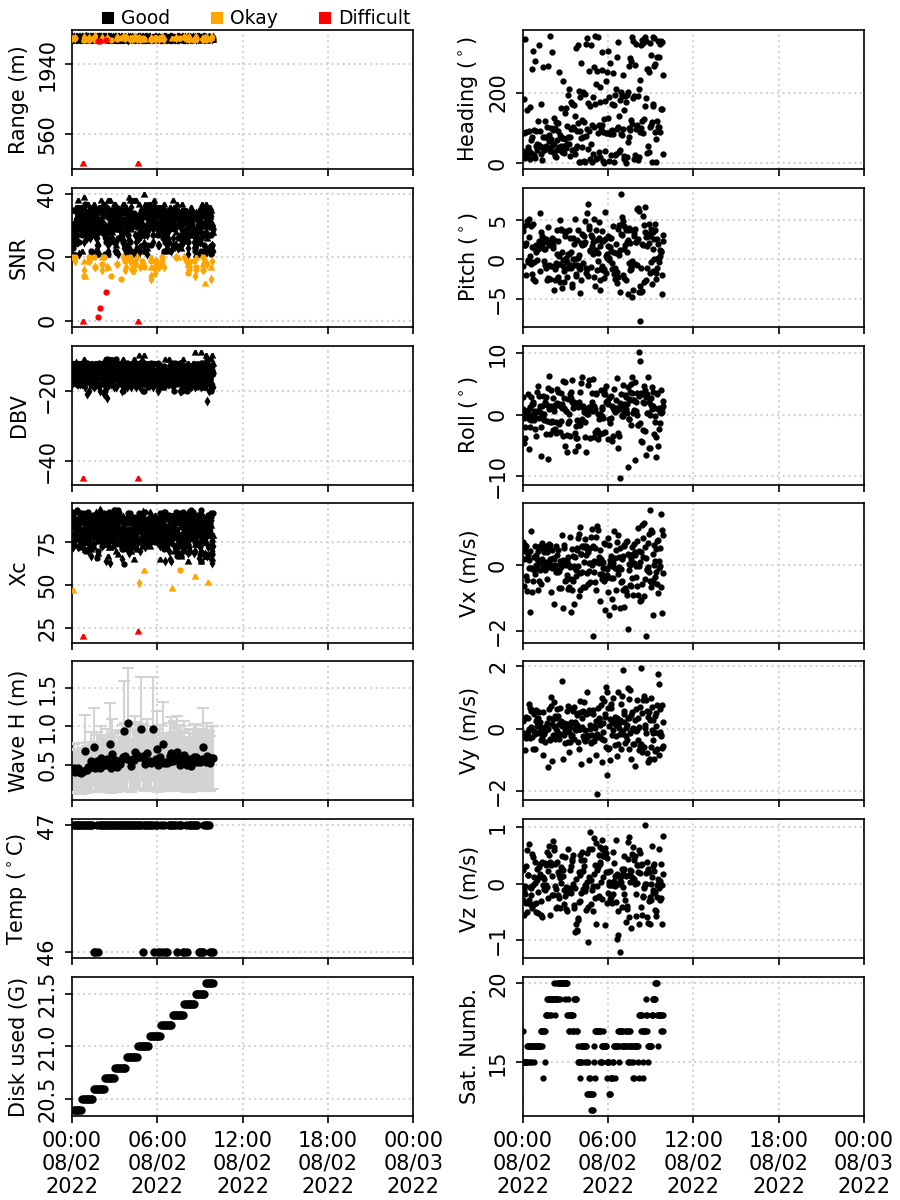 Good Okay Difficult
Range (m)
1940
560
Heading (°)
200
0
SNR
40
20
0
Pitch (°)
5
0
−5
DBV
−20
−40
Roll (°)
10
0
−10
Xc
75
50
25
Vx (m/s)
0
−2
Wave H (m)
1.5
1.0
0.5
Vy (m/s)
2
0
−2
Temp (°C)
47
46
Vz (m/s)
1
0
−1
Disk used (G)
21.5
21.0
20.5
Sat. Numb.
20
15
00:00 06:00 12:00 18:00 00:00
08/02 08/02 08/02 08/02 08/03
2022 2022 2022 2022 2022
00:00 06:00 12:00 18:00 00:00
08/02 08/02 08/02 08/02 08/03
2022 2022 2022 2022 2022